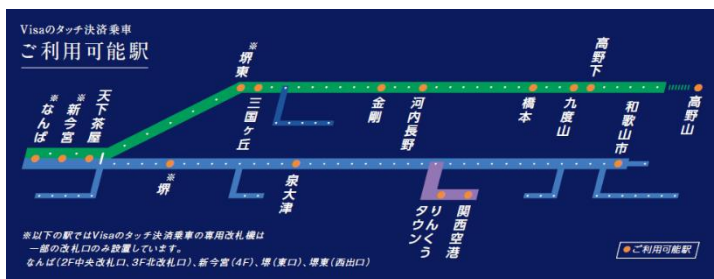 Visaのタッチ決済乗車
ご利用可能駅
※なんば
※新今宮
天下茶屋
※堺東
三国ヶ丘
金剛
河内長野
橋本
九度山
高野下
高野山
※堺
泉大津
りんくう
タウン
関西空港
和歌山市
※以下の駅ではVisaのタッチ決済乗車の専用改札機は
一部の改札口のみ設置しています。
なんば(2F中央改札口、3F北改札口)、新今宮(4F)、堺(東口)、堺東(西出口)
ご利用可能駅